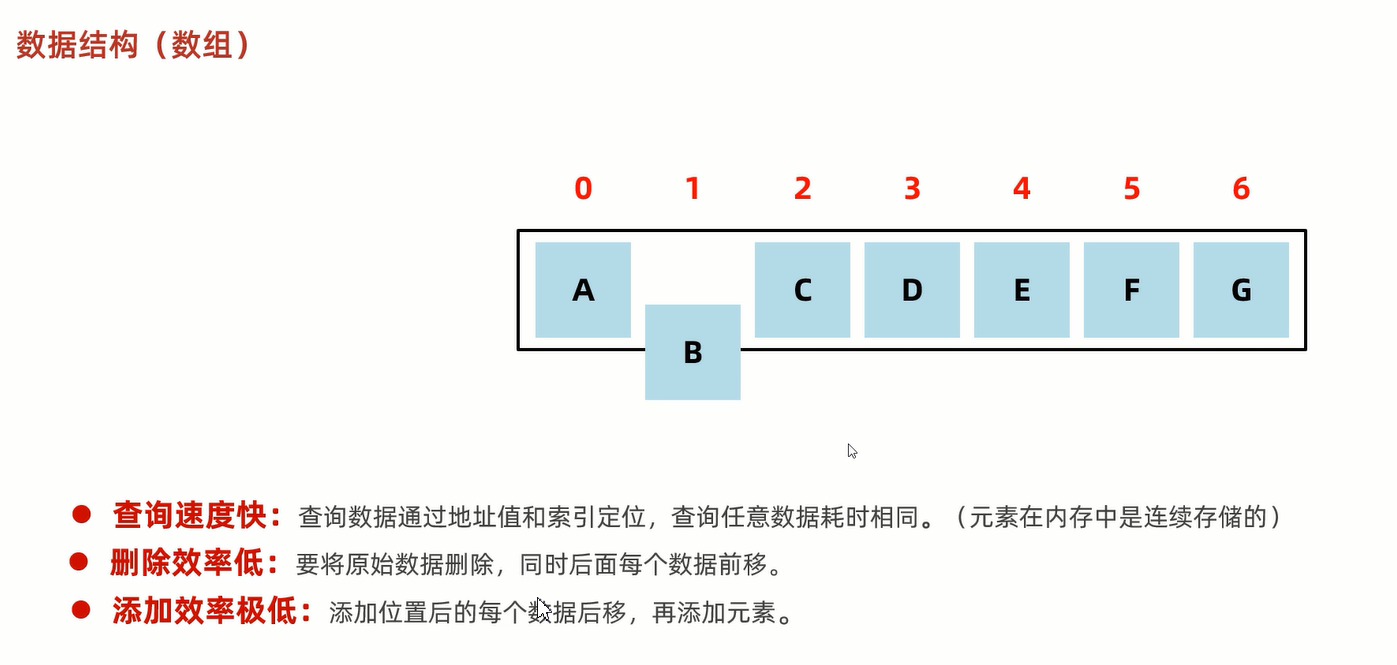 数据结构（数组）
0 1 2 3 4 5 6
A B C D E F G
查询速度快：查询数据通过地址值和索引定位，查询任意数据耗时相同。（元素在内存中是连续存储的）
删除效率低：要将原始数据删除，同时后面每个数据前移。
添加效率极低：添加位置后的每个数据后移，再添加元素。